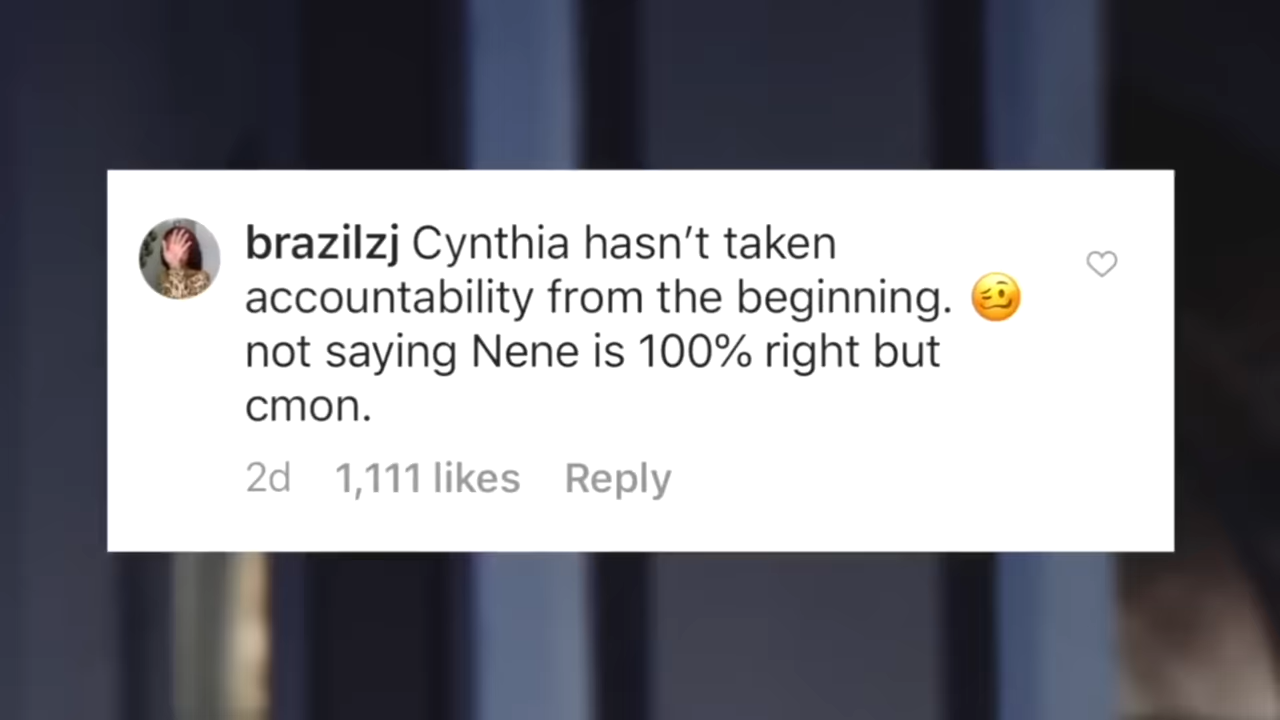 brazilzj Cynthia hasn’t taken
accountability from the beginning. 🥴
not saying Nene is 100% right but
cmon.
2d 1,111 likes Reply